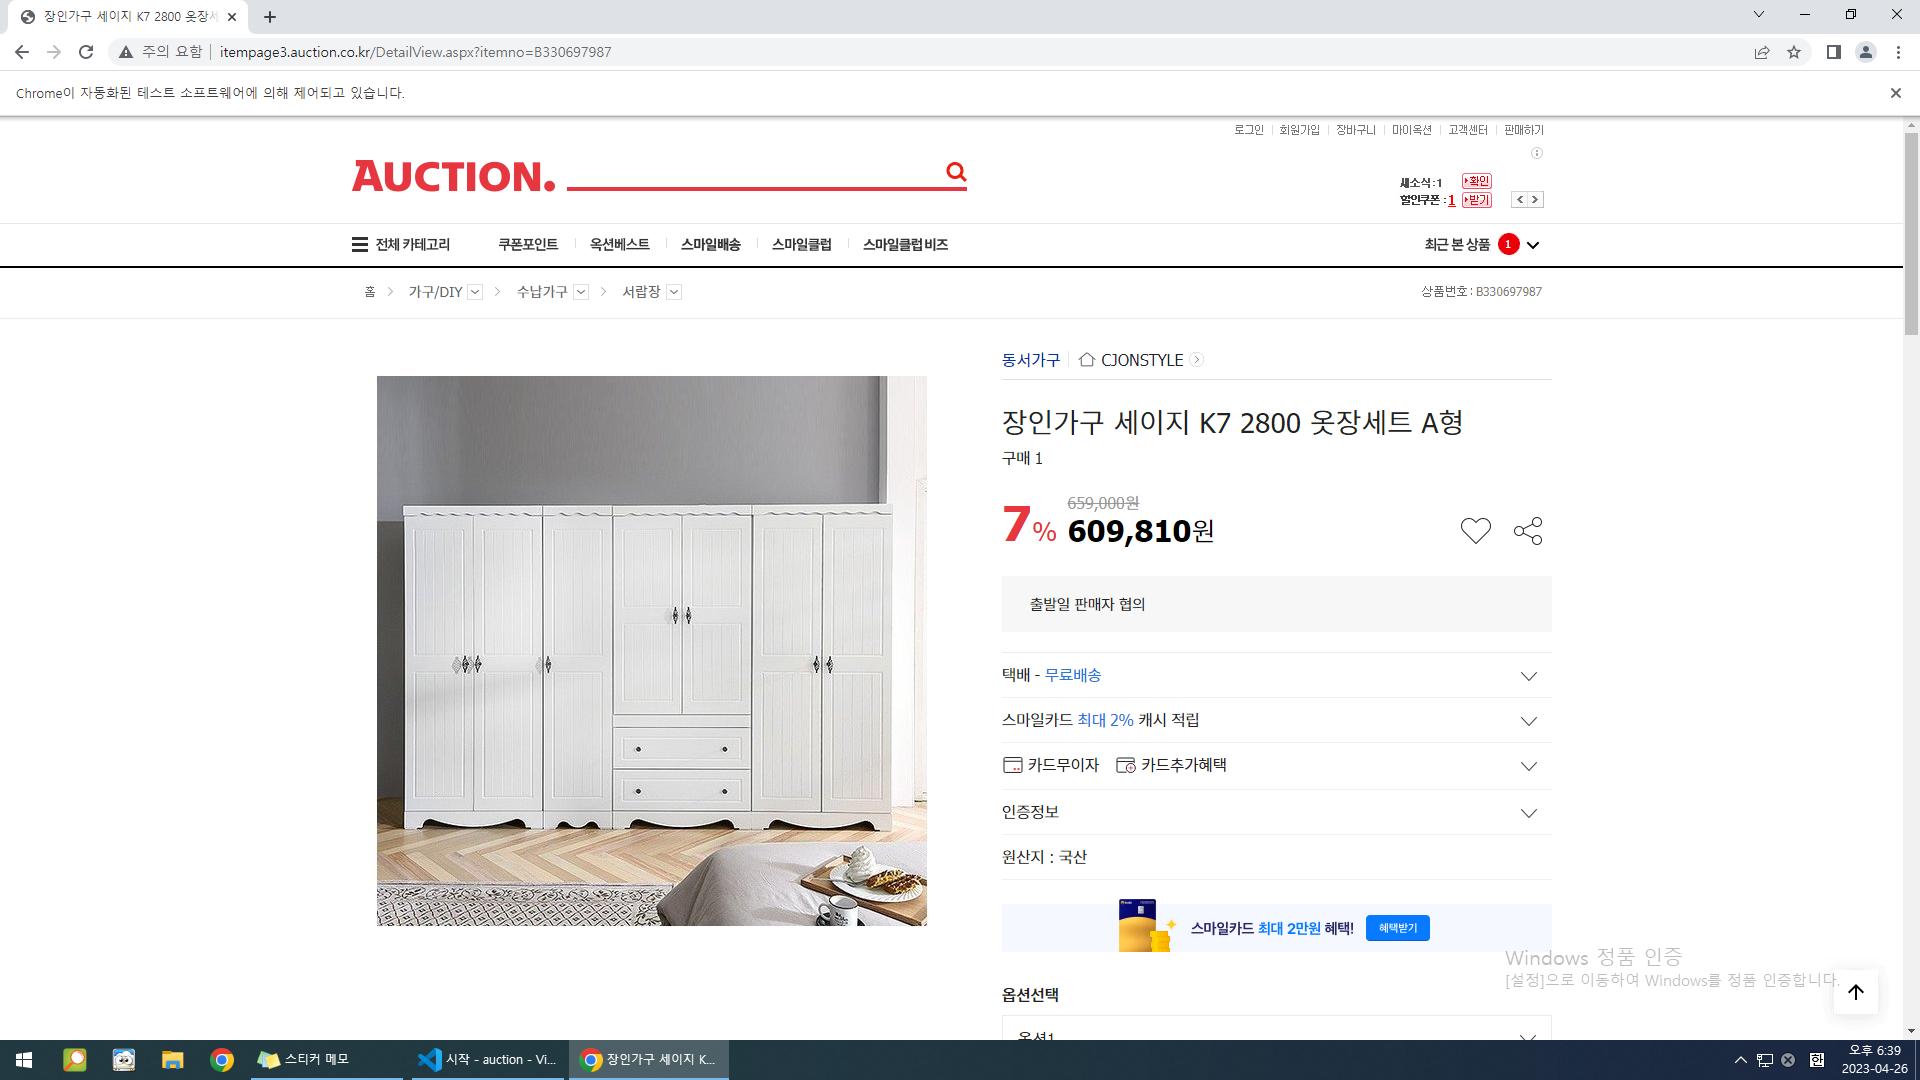 장인가구 세이지 K7 2800 옷장세
주의 요함
itempage3.auction.co.kr/DetailView.aspx?itemno=B330697987
Chrome이 자동화된 테스트 소프트웨어에 의해 제어되고 있습니다.
로그인 회원가입 장바구니 마이옥션 고객센터 판매하기
AUCTION.
새소식:1 확인
할인쿠폰:1 받기
전체 카테고리 쿠폰포인트 옥션베스트 스마일배송 스마일클럽 스마일클럽 비즈 최근 본 상품 1
홈 가구/DIY 수납가구 서랍장 상품번호: B330697987
동서가구 CJONSTYLE
장인가구 세이지 K7 2800 옷장세트 A형
구매 1
659,000원
7% 609,810원
출발일 판매자 협의
택배 - 무료배송
스마일카드 최대 2% 캐시 적립
카드무이자 카드추가혜택
인증정보
원산지 : 국산
스마일카드 최대 2만원 혜택! 혜택받기
Windows 정품 인증
[설정]으로 이동하여 Windows를 정품 인증합니다.
옵션선택
옵션1
스티커 메모
시작 - auction - Vi...
장인가구 세이지 K...
한
오후 6:39
2023-04-26